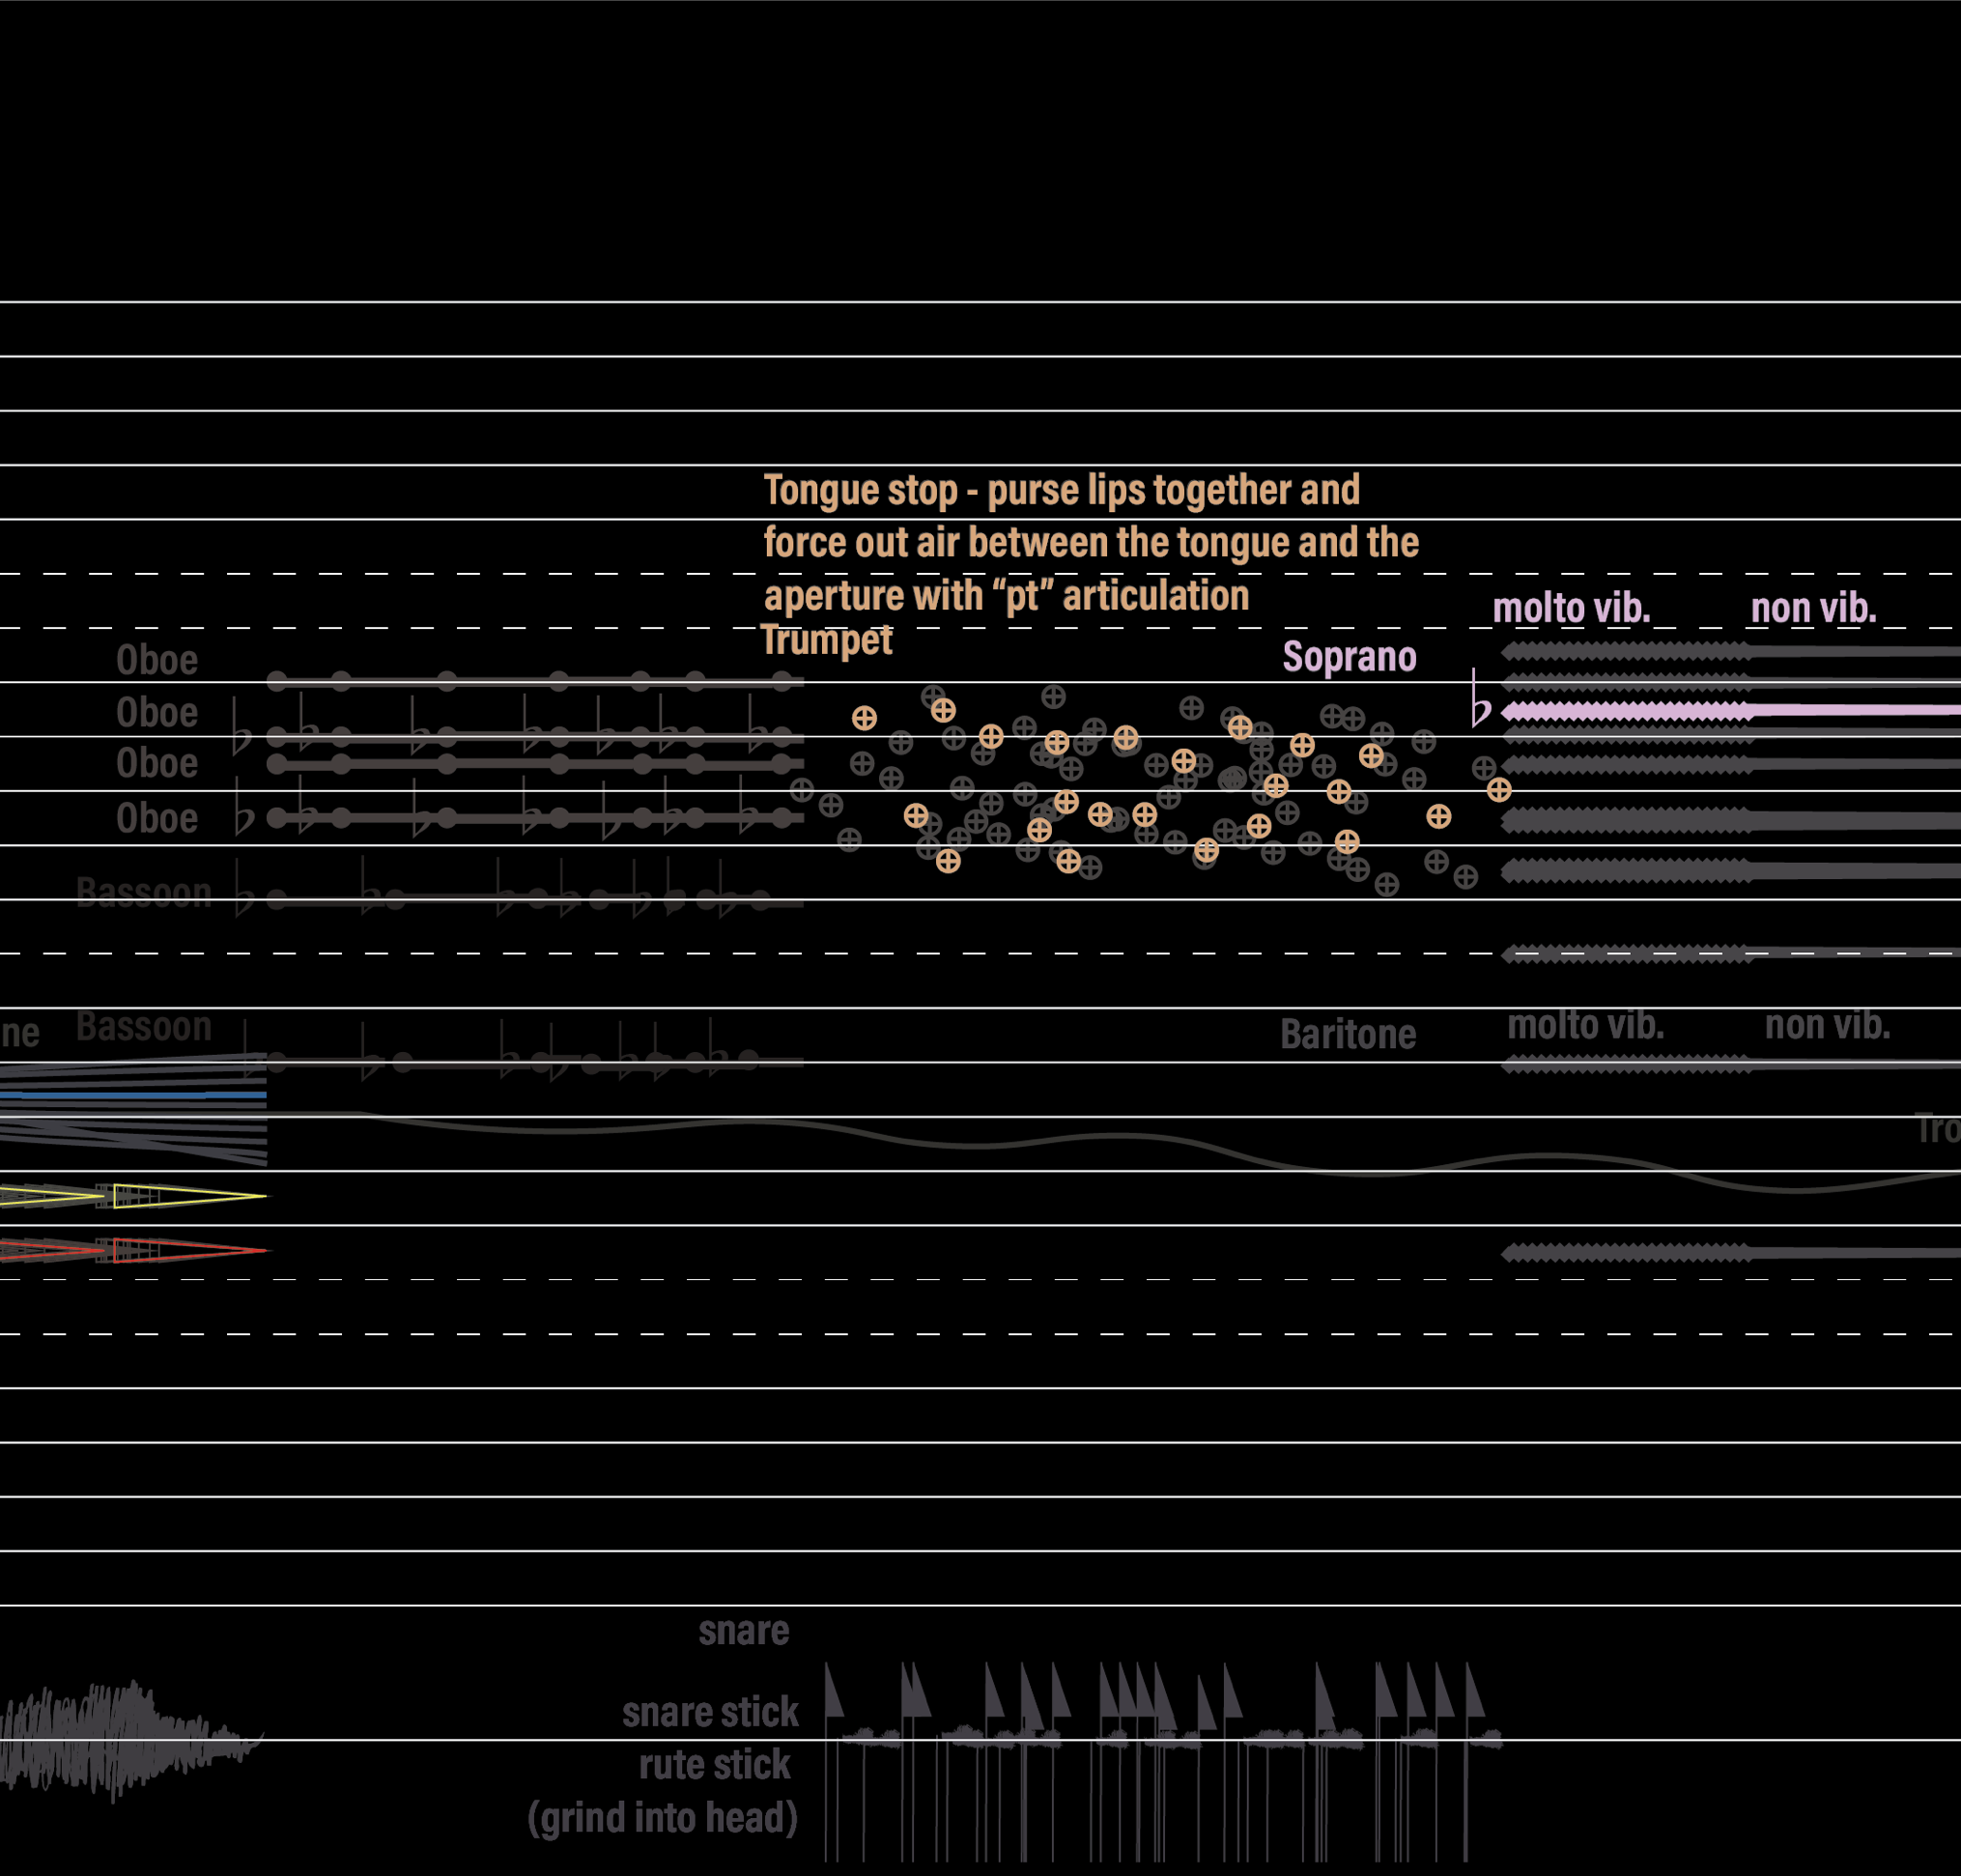 Tongue stop - purse lips together and
force out air between the tongue and the
aperture with “pt” articulation
Trumpet
molto vib. non vib.
Soprano
Oboe
Oboe
Oboe
Oboe
Bassoon
ne Bassoon
Baritone
molto vib. non vib.
Tro
snare
snare stick
rute stick
(grind into head)